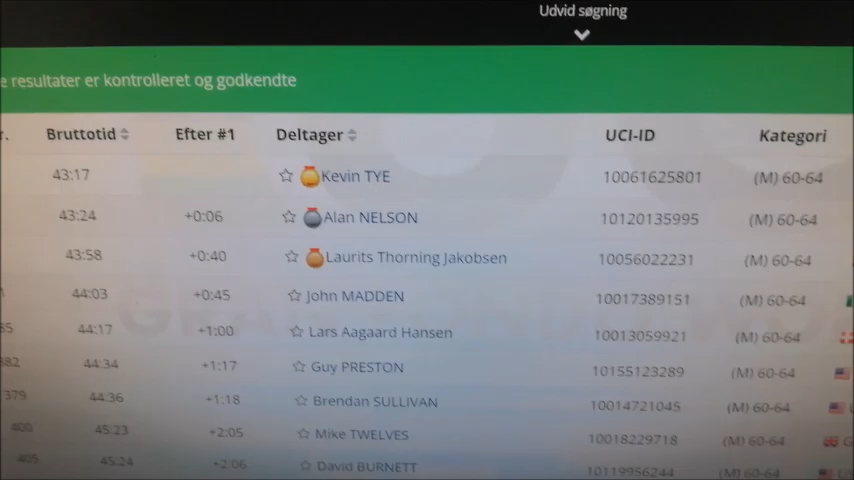 Udvid søgning
e resultater er kontrolleret og godkendte
r. Bruttotid Efter #1 Deltager UCI-ID Kategori
43:17 Kevin TYE 10061625801 (M) 60-64
43:24 +0:06 Alan NELSON 10120135995 (M) 60-64
43:58 +0:40 Laurits Thorning Jakobsen 10056022231 (M) 60-64
44:03 +0:45 John MADDEN 10017389151 (M) 60-64
35 44:17 +1:00 Lars Aagaard Hansen 10013059921 (M) 60-64
382 44:34 +1:17 Guy PRESTON 10155123289 (M) 60-64
379 44:36 +1:18 Brendan SULLIVAN 10014721045 (M) 60-64
400 45:23 +2:05 Mike TWELVES 10018229718 (M) 60-64
405 45:24 +2:06 David BURNETT 10119956244 (M) 60-64